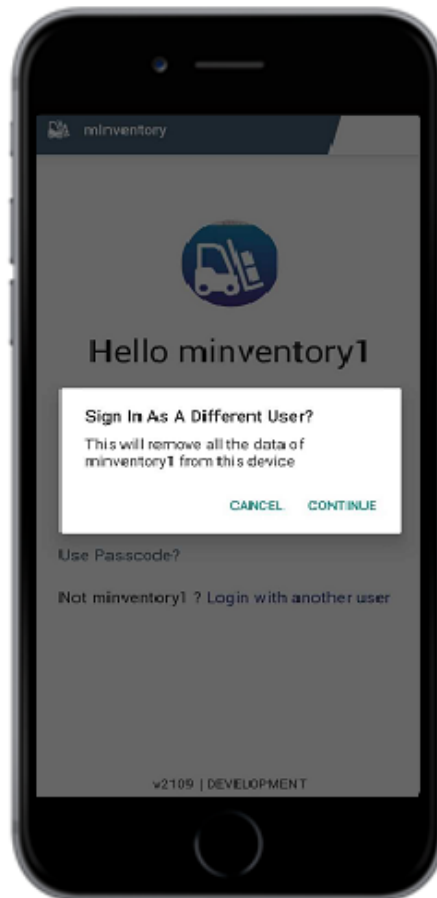 minventory
Hello minventory1
Sign In As A Different User?
This will remove all the data of
minventory1 from this device
CANCEL CONTINUE
Use Passcode?
Not minventory1 ? Login with another user
v2109 | DEVELOPMENT